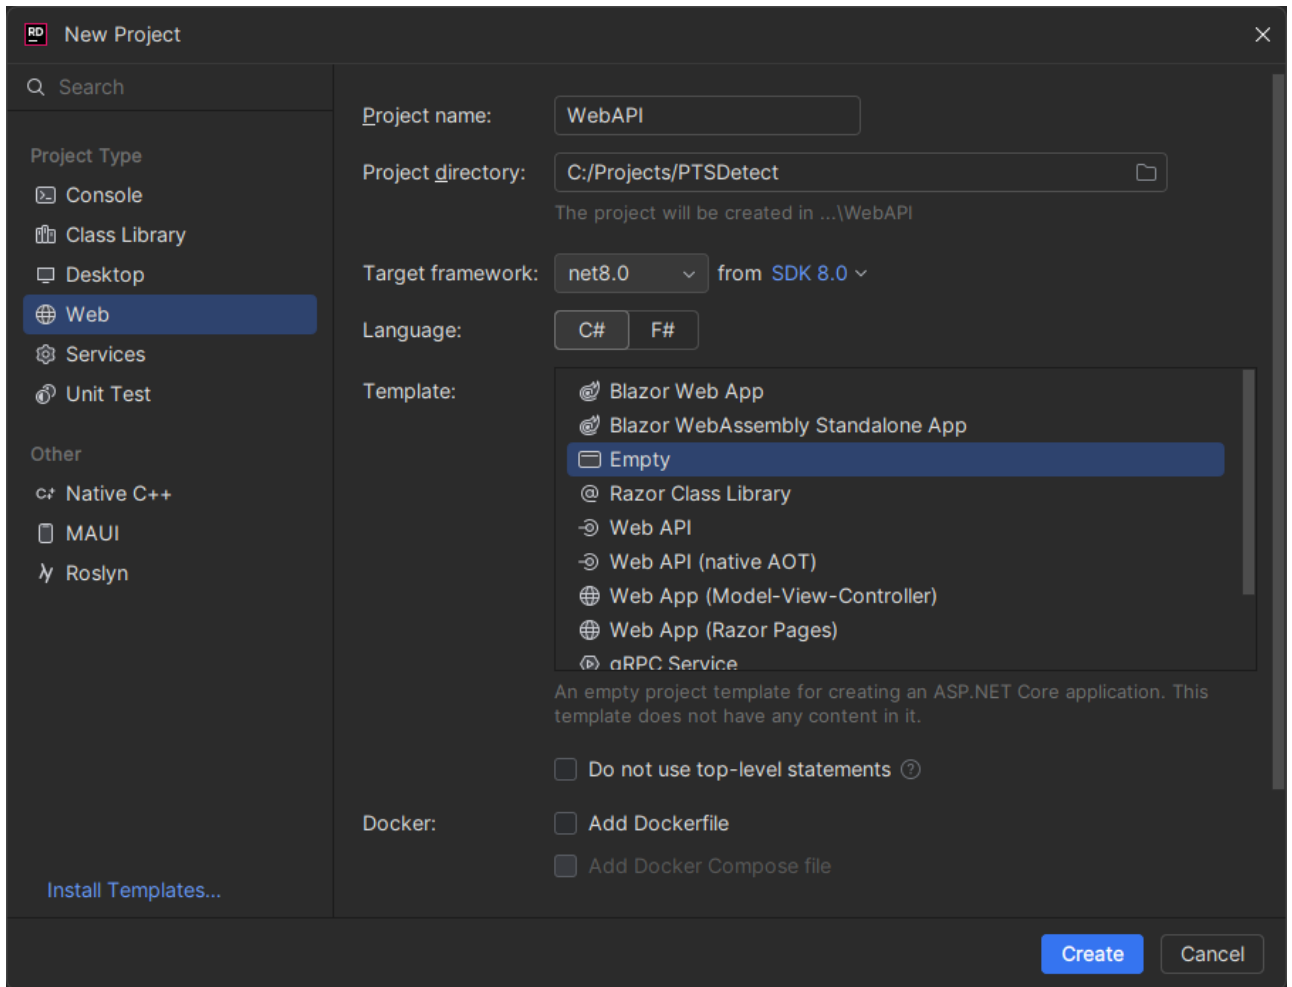 RD New Project
Search
Project Type
Console
Class Library
Desktop
Web
Services
Unit Test
Other
C+ Native C++
MAUI
Roslyn
Install Templates...
Project name: WebAPI
Project directory: C:/Projects/PTSDetect
The project will be created in ...\WebAPI
Target framework: net8.0 from SDK 8.0
Language: C# F#
Template:
Blazor Web App
Blazor WebAssembly Standalone App
Empty
@ Razor Class Library
Web API
Web API (native AOT)
Web App (Model-View-Controller)
Web App (Razor Pages)
gRPC Service
An empty project template for creating an ASP.NET Core application. This
template does not have any content in it.
Do not use top-level statements ?
Docker: Add Dockerfile
Add Docker Compose file
Create Cancel